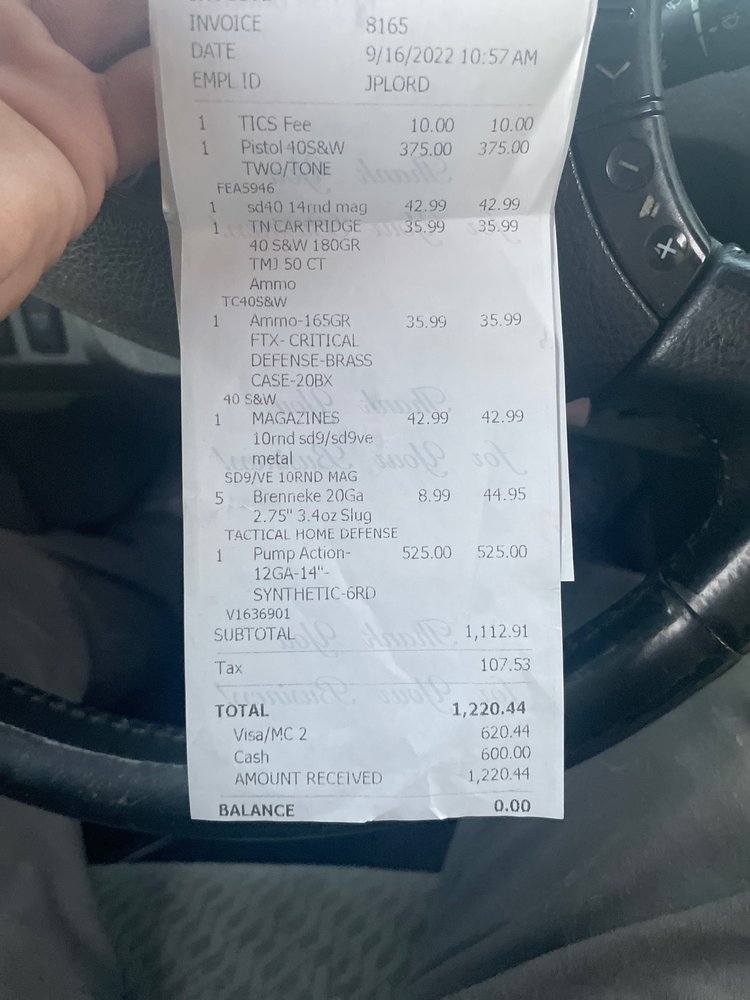 INVOICE 8165
DATE 9/16/2022 10:57 AM
EMPL ID JPLORD
1 TICS Fee 10.00 10.00
1 Pistol 40S&W 375.00 375.00
TWO/TONE
FEA5946
1 sd40 14rnd mag 42.99 42.99
1 TN CARTRIDGE 35.99 35.99
40 S&W 180GR
TMJ 50 CT
Ammo
TC40S&W
1 Ammo-165GR 35.99 35.99
FTX- CRITICAL
DEFENSE-BRASS
CASE-20BX
40 S&W
1 MAGAZINES 42.99 42.99
10rnd sd9/sd9ve
metal
SD9/VE 10RND MAG
5 Brenneke 20Ga 8.99 44.95
2.75" 3.4oz Slug
TACTICAL HOME DEFENSE
1 Pump Action- 525.00 525.00
12GA-14"-
SYNTHETIC-6RD
V1636901
SUBTOTAL 1,112.91
Tax 107.53
TOTAL 1,220.44
Visa/MC 2 620.44
Cash 600.00
AMOUNT RECEIVED 1,220.44
BALANCE 0.00